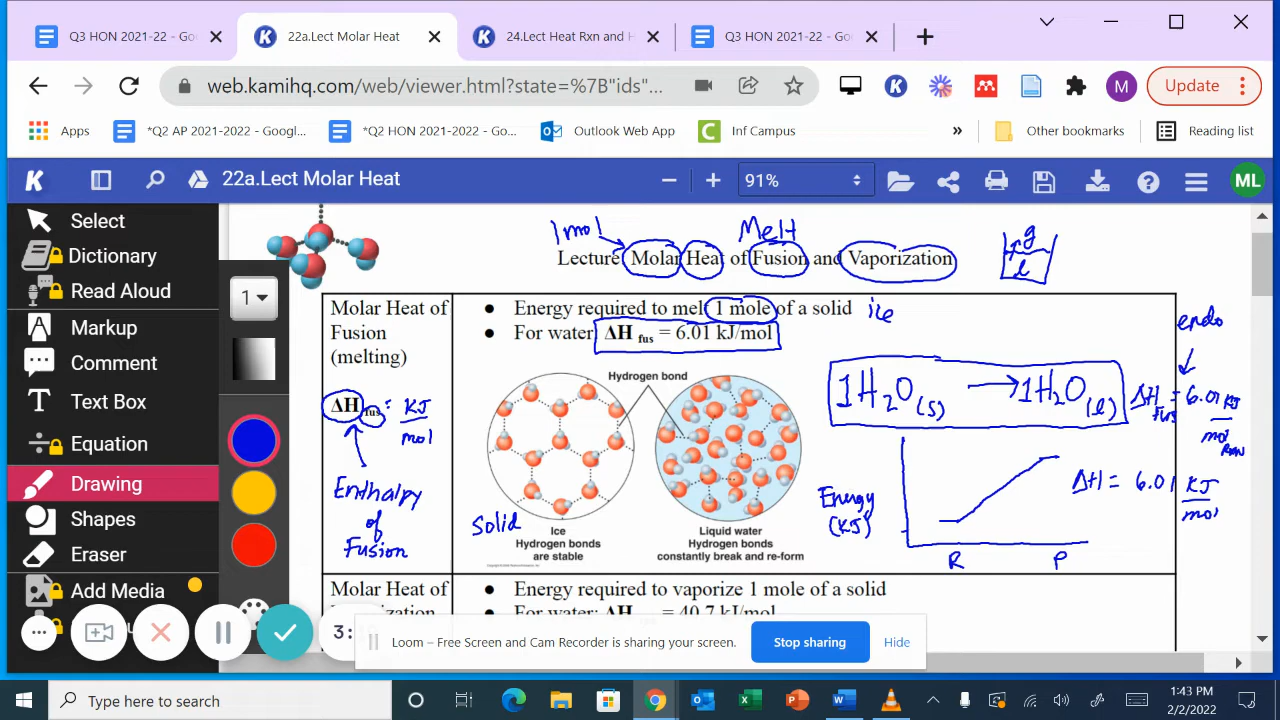 Q3 HON 2021-22 - Go
22a.Lect Molar Heat
24.Lect Heat Rxn and H
Q3 HON 2021-22 - Go
web.kamihq.com/web/viewer.html?state=%7B"ids"...
Update
M
Apps
*Q2 AP 2021-2022 - Googl...
*Q2 HON 2021-22 - Go...
Outlook Web App
Inf Campus
»
Other bookmarks
Reading list
22a.Lect Molar Heat
91%
ML
Select
Dictionary
Read Aloud
Markup
Comment
Text Box
Equation
Drawing
Shapes
Eraser
Add Media
1
1mol
Melt
Lecture Molar Heat of Fusion and Vaporization
g
l
Molar Heat of
Fusion
(melting)
ΔH fus = KJ
mol
Enthalpy
of
Fusion
● Energy required to melt 1 mole of a solid ice
● For water ΔH fus = 6.01 kJ/mol
Hydrogen bond
Solid
Ice
Hydrogen bonds
are stable
Liquid water
Hydrogen bonds
constantly break and re-form
endo
1H₂O(s) → 1H₂O(l) ΔH fus = 6.01 KJ
mol rxn
Energy
(KJ)
R P
ΔH = 6.01 KJ
mol
Molar Heat of
● Energy required to vaporize 1 mole of a solid
● For water: ΔH = 40.7 kJ/mol
3:
Loom – Free Screen and Cam Recorder is sharing your screen.
Stop sharing
Hide
Type here to search
1:43 PM
2/2/2022